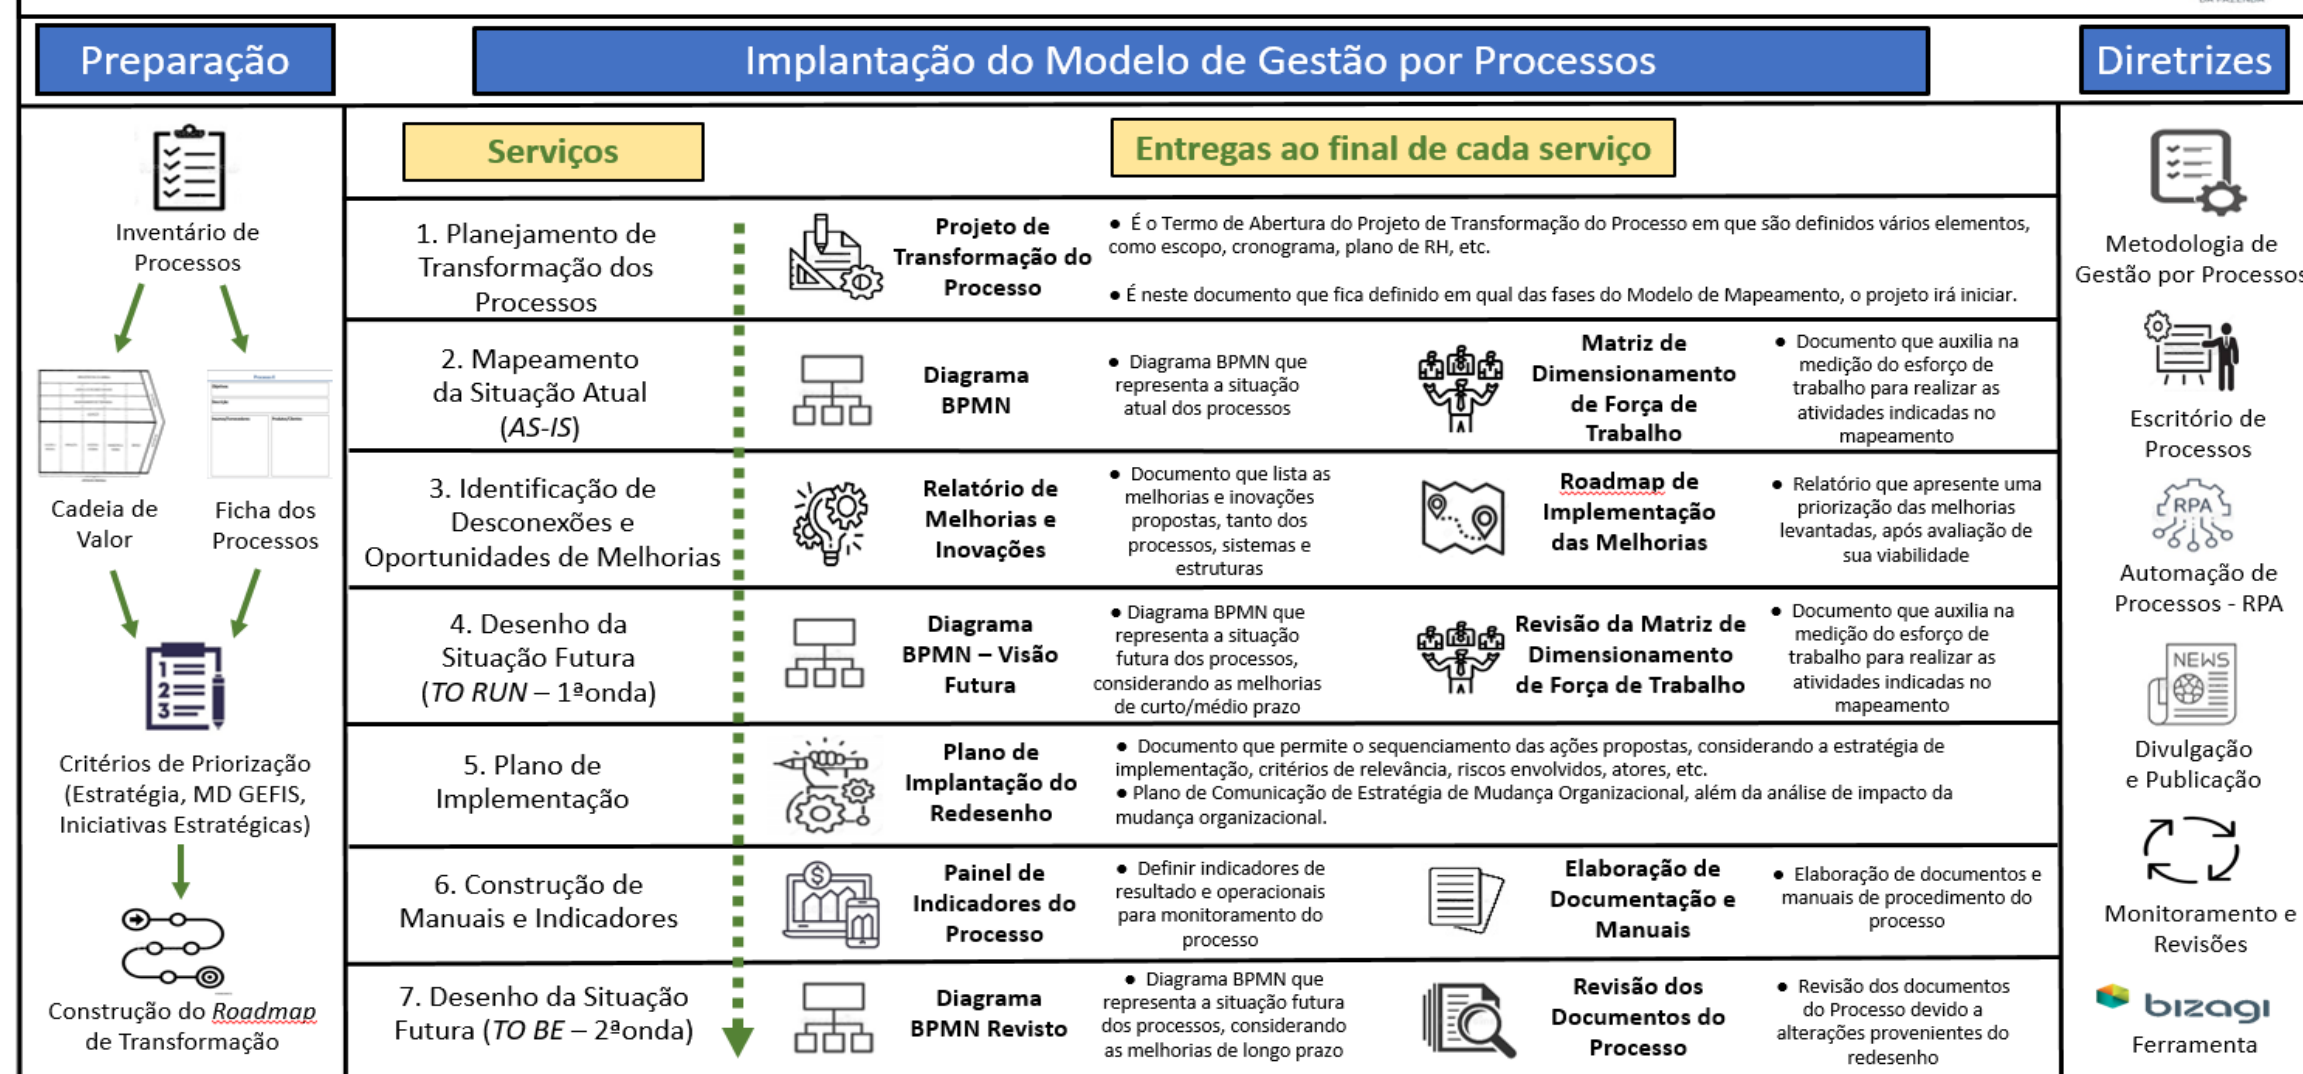 DA FAZENDA
Preparação
Implantação do Modelo de Gestão por Processos
Diretrizes
Inventário de
Processos
Cadeia de
Valor
Ficha dos
Processos
Critérios de Priorização
(Estratégia, MD GEFIS,
Iniciativas Estratégicas)
Construção do Roadmap
de Transformação
Serviços
Entregas ao final de cada serviço
1. Planejamento de
Transformação dos
Processos
Projeto de
Transformação do
Processo
● É o Termo de Abertura do Projeto de Transformação do Processo em que são definidos vários elementos,
como escopo, cronograma, plano de RH, etc.
● É neste documento que fica definido em qual das fases do Modelo de Mapeamento, o projeto irá iniciar.
2. Mapeamento
da Situação Atual
(AS-IS)
Diagrama
BPMN
● Diagrama BPMN que
representa a situação
atual dos processos
Matriz de
Dimensionamento
de Força de
Trabalho
● Documento que auxilia na
medição do esforço de
trabalho para realizar as
atividades indicadas no
mapeamento
3. Identificação de
Desconexões e
Oportunidades de Melhorias
Relatório de
Melhorias e
Inovações
● Documento que lista as
melhorias e inovações
propostas, tanto dos
processos, sistemas e
estruturas
Roadmap de
Implementação
das Melhorias
● Relatório que apresente uma
priorização das melhorias
levantadas, após avaliação de
sua viabilidade
4. Desenho da
Situação Futura
(TO RUN – 1ªonda)
Diagrama
BPMN – Visão
Futura
● Diagrama BPMN que
representa a situação
futura dos processos,
considerando as melhorias
de curto/médio prazo
Revisão da Matriz de
Dimensionamento
de Força de Trabalho
● Documento que auxilia na
medição do esforço de
trabalho para realizar as
atividades indicadas no
mapeamento
5. Plano de
Implementação
Plano de
Implantação do
Redesenho
● Documento que permite o sequenciamento das ações propostas, considerando a estratégia de
implementação, critérios de relevância, riscos envolvidos, atores, etc.
● Plano de Comunicação de Estratégia de Mudança Organizacional, além da análise de impacto da
mudança organizacional.
6. Construção de
Manuais e Indicadores
Painel de
Indicadores do
Processo
● Definir indicadores de
resultado e operacionais
para monitoramento do
processo
Elaboração de
Documentação e
Manuais
● Elaboração de documentos e
manuais de procedimento do
processo
7. Desenho da Situação
Futura (TO BE – 2ªonda)
Diagrama
BPMN Revisto
● Diagrama BPMN que
representa a situação futura
dos processos, considerando
as melhorias de longo prazo
Revisão dos
Documentos do
Processo
● Revisão dos documentos
do Processo devido a
alterações provenientes do
redesenho
Metodologia de
Gestão por Processos
Escritório de
Processos
RPA
Automação de
Processos - RPA
NEWS
Divulgação
e Publicação
Monitoramento e
Revisões
bizagi
Ferramenta